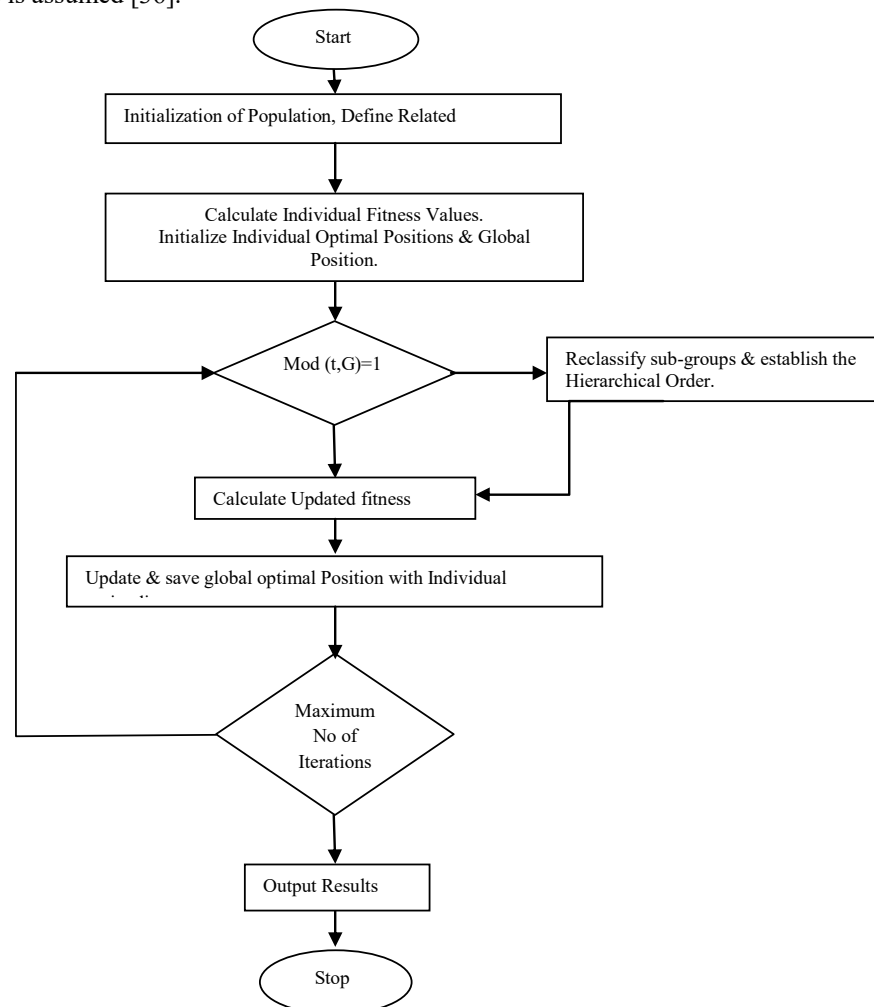 is assumed [50].
Start
Initialization of Population, Define Related
Calculate Individual Fitness Values.
Initialize Individual Optimal Positions & Global
Position.
Mod (t,G)=1
Reclassify sub-groups & establish the
Hierarchical Order.
Calculate Updated fitness
Update & save global optimal Position with Individual
Maximum
No of
Iterations
Output Results
Stop